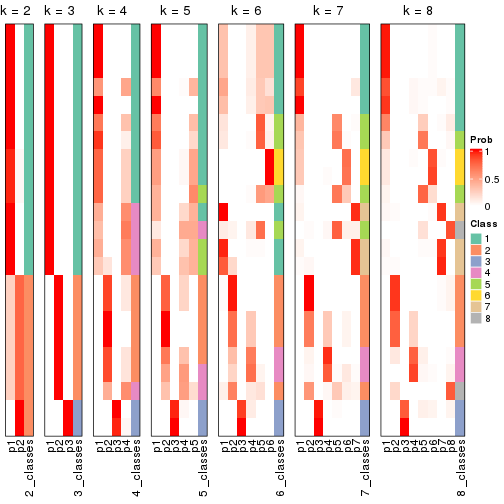 k = 2 k = 3 k = 4 k = 5 k = 6 k = 7 k = 8
Prob
1
0.5
0
Class
1
2
3
4
5
6
7
8
p1 p2 2_classes
p1 p2 p3 3_classes
p1 p2 p3 p4 4_classes
p1 p2 p3 p4 p5 5_classes
p1 p2 p3 p4 p5 p6 6_classes
p1 p2 p3 p4 p5 p6 p7 7_classes
p1 p2 p3 p4 p5 p6 p7 p8 8_classes